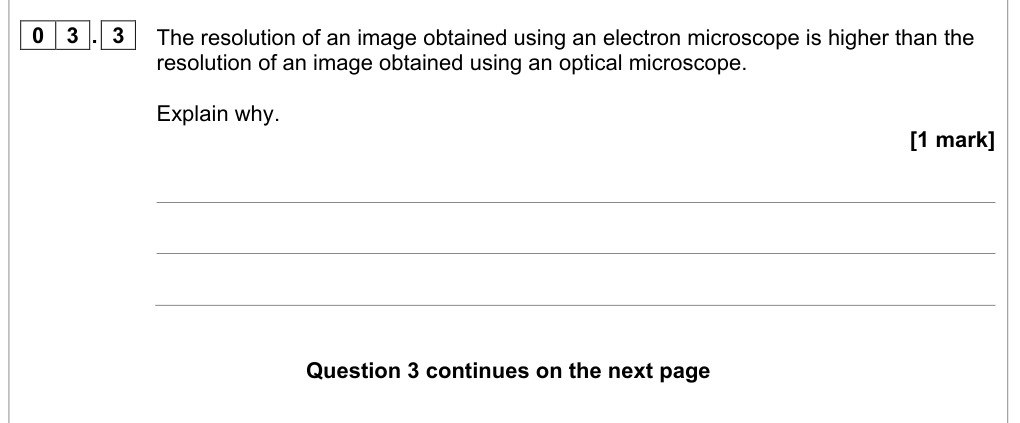 0 3 . 3 The resolution of an image obtained using an electron microscope is higher than the
resolution of an image obtained using an optical microscope.
Explain why.
[1 mark]
Question 3 continues on the next page